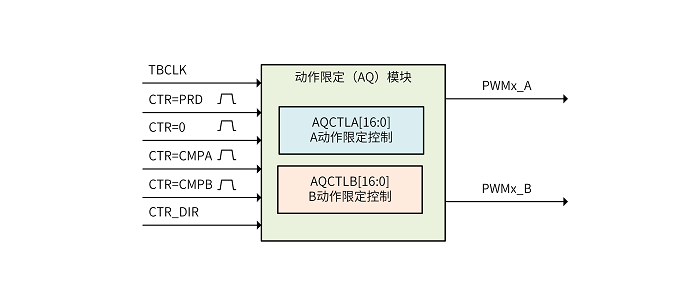 TBCLK
动作限定（AQ）模块
PWMx_A
CTR=PRD
AQCTLA[16:0]
CTR=0
A动作限定控制
CTR=CMPA
CTR=CMPB
AQCTLB[16:0]
B动作限定控制
PWMx_B
CTR_DIR